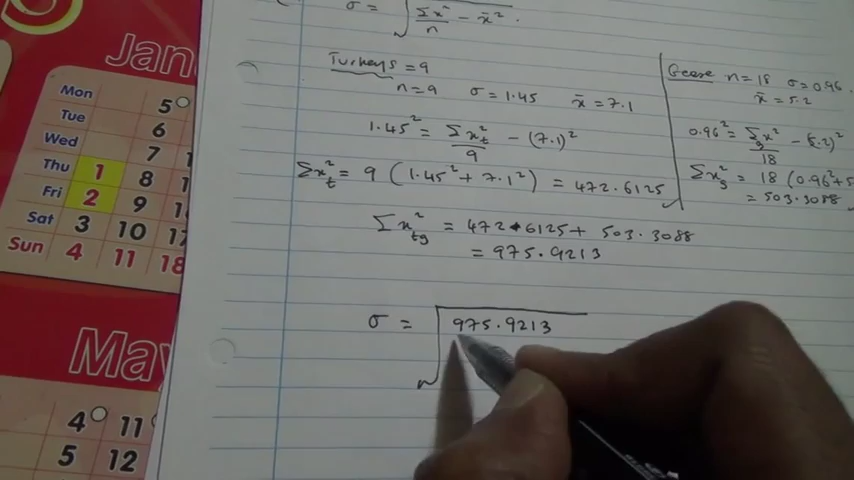 σ = √(Σx²/n − x̄²) .
Turkeys = 9
n=9 σ=1.45 x̄ = 7.1
1.45² = Σx_t²/9 − (7.1)²
Σx_t² = 9 (1.45² + 7.1²) = 472.6125
Geese n=18 σ=0.96
x̄ = 5.2
0.96² = Σx_g²/18 − (5.2)²
Σx_g² = 18 (0.96² + 5
= 503.3088
Σx_tg² = 472.6125 + 503.3088
= 975.9213
σ = √975.9213
Jan
Mon 5
Tue 6
Wed 7 1
Thu 1 8 1
Fri 2 9 1
Sat 3 10 17
Sun 4 11 18
May
4 11
5 12